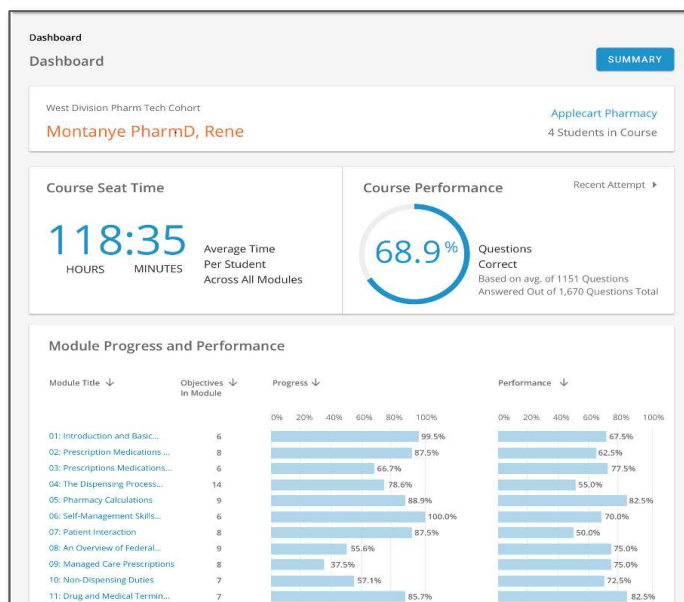 Dashboard
Dashboard
SUMMARY
West Division Pharm Tech Cohort
Montanye PharmD, Rene
Applecart Pharmacy
4 Students in Course
Course Seat Time
118:35
HOURS MINUTES
Average Time
Per Student
Across All Modules
Course Performance
Recent Attempt
68.9%
Questions
Correct
Based on avg. of 1151 Questions
Answered Out of 1,670 Questions Total
Module Progress and Performance
Module Title Objectives Progress Performance
In Module
0% 20% 40% 60% 80% 100% 0% 20% 40% 60% 80% 100%
01: Introduction and Basic... 6 99.5% 67.5%
02: Prescription Medications ... 8 87.5% 62.5%
03: Prescriptions Medications... 6 66.7% 77.5%
04: The Dispensing Process... 14 78.6% 55.0%
05: Pharmacy Calculations 9 88.9% 82.5%
06: Self-Management Skills... 6 100.0% 70.0%
07: Patient Interaction 8 87.5% 50.0%
08: An Overview of Federal... 9 55.6% 75.0%
09: Managed Care Prescriptions 8 37.5% 75.0%
10: Non-Dispensing Duties 7 57.1% 72.5%
11: Drug and Medical Termin... 7 85.7% 82.5%